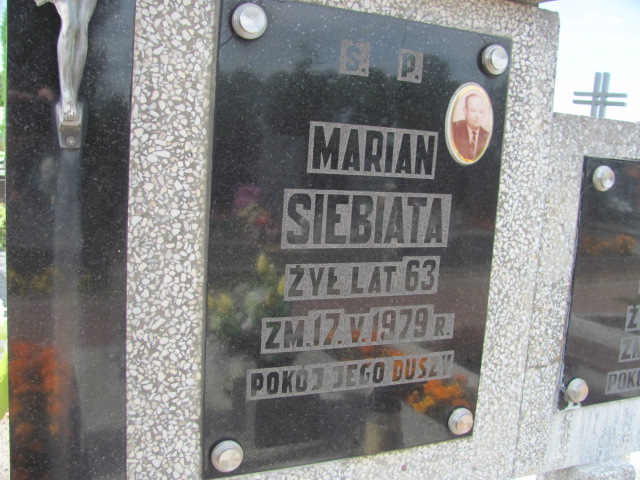 Ś. P.
MARIAN
SIEBIATA
ŻYŁ LAT 63
ZM. 17. V. 1979 R.
POKÓJ JEGO DUSZY